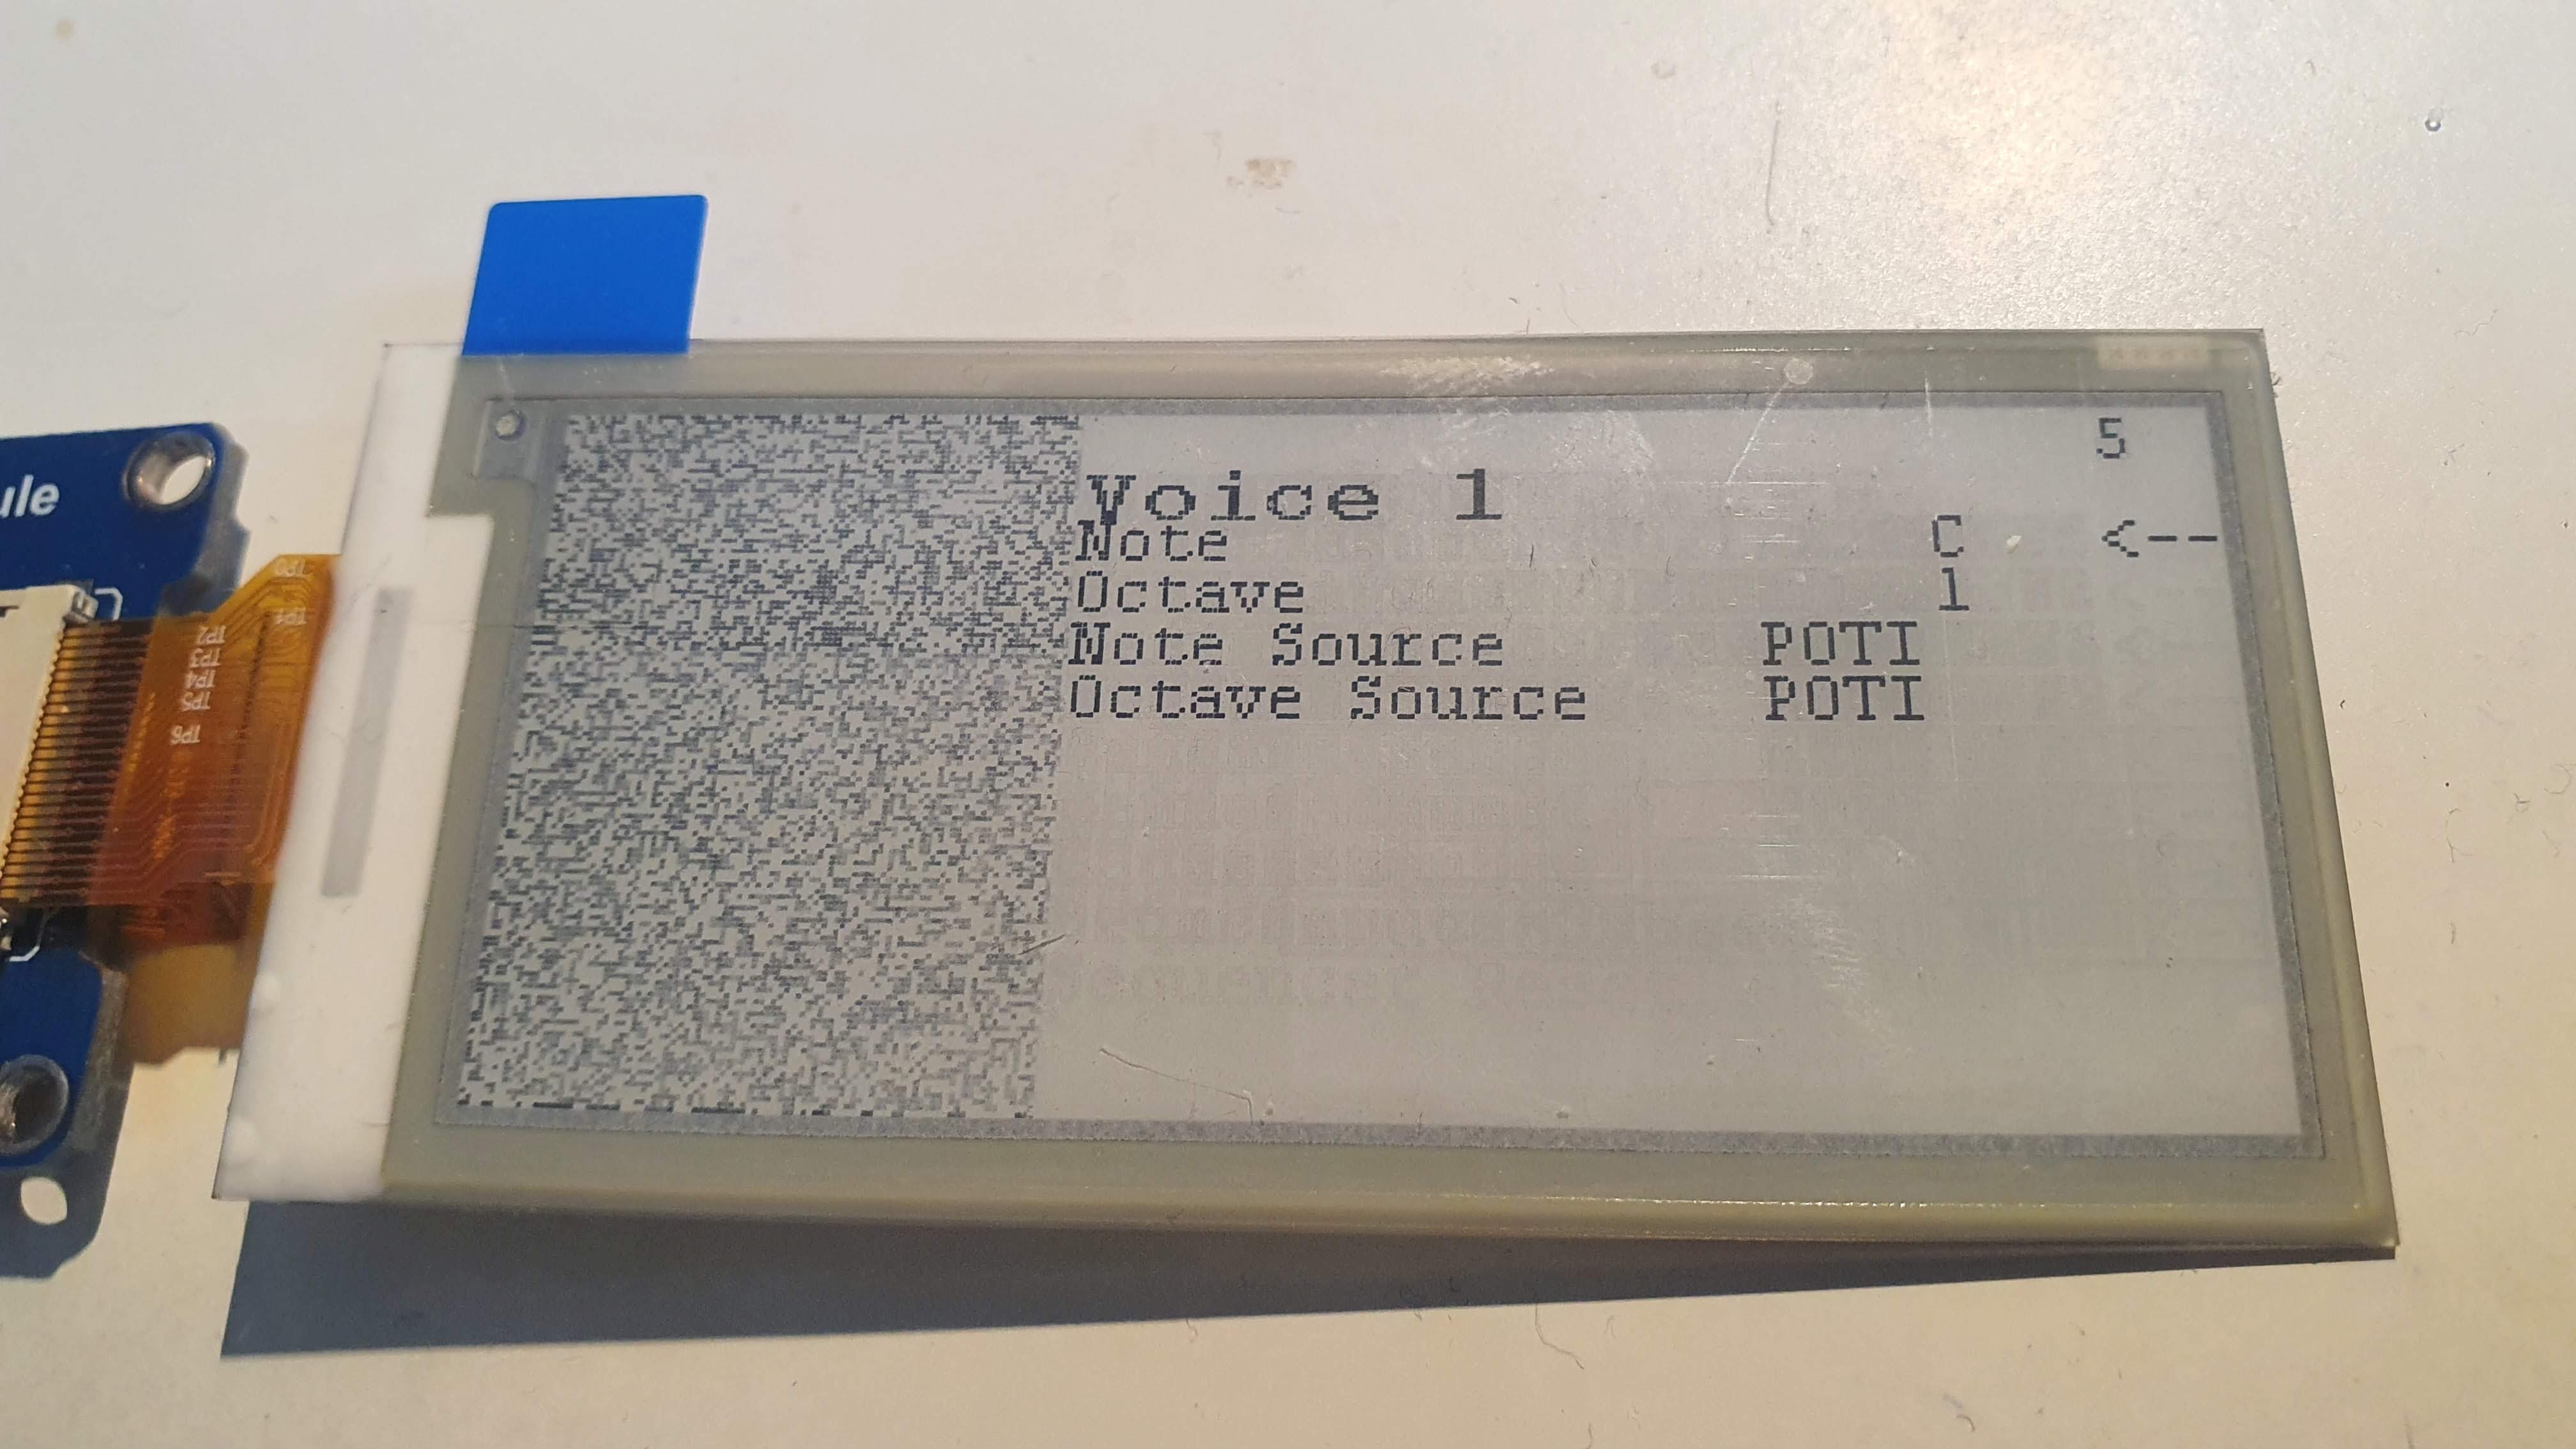 ule
5
Voice 1
Note C <--
Octave 1
Note Source POTI
Octave Source POTI
TP0
TP1
TP2
TP3
TP4
TP5
TP6